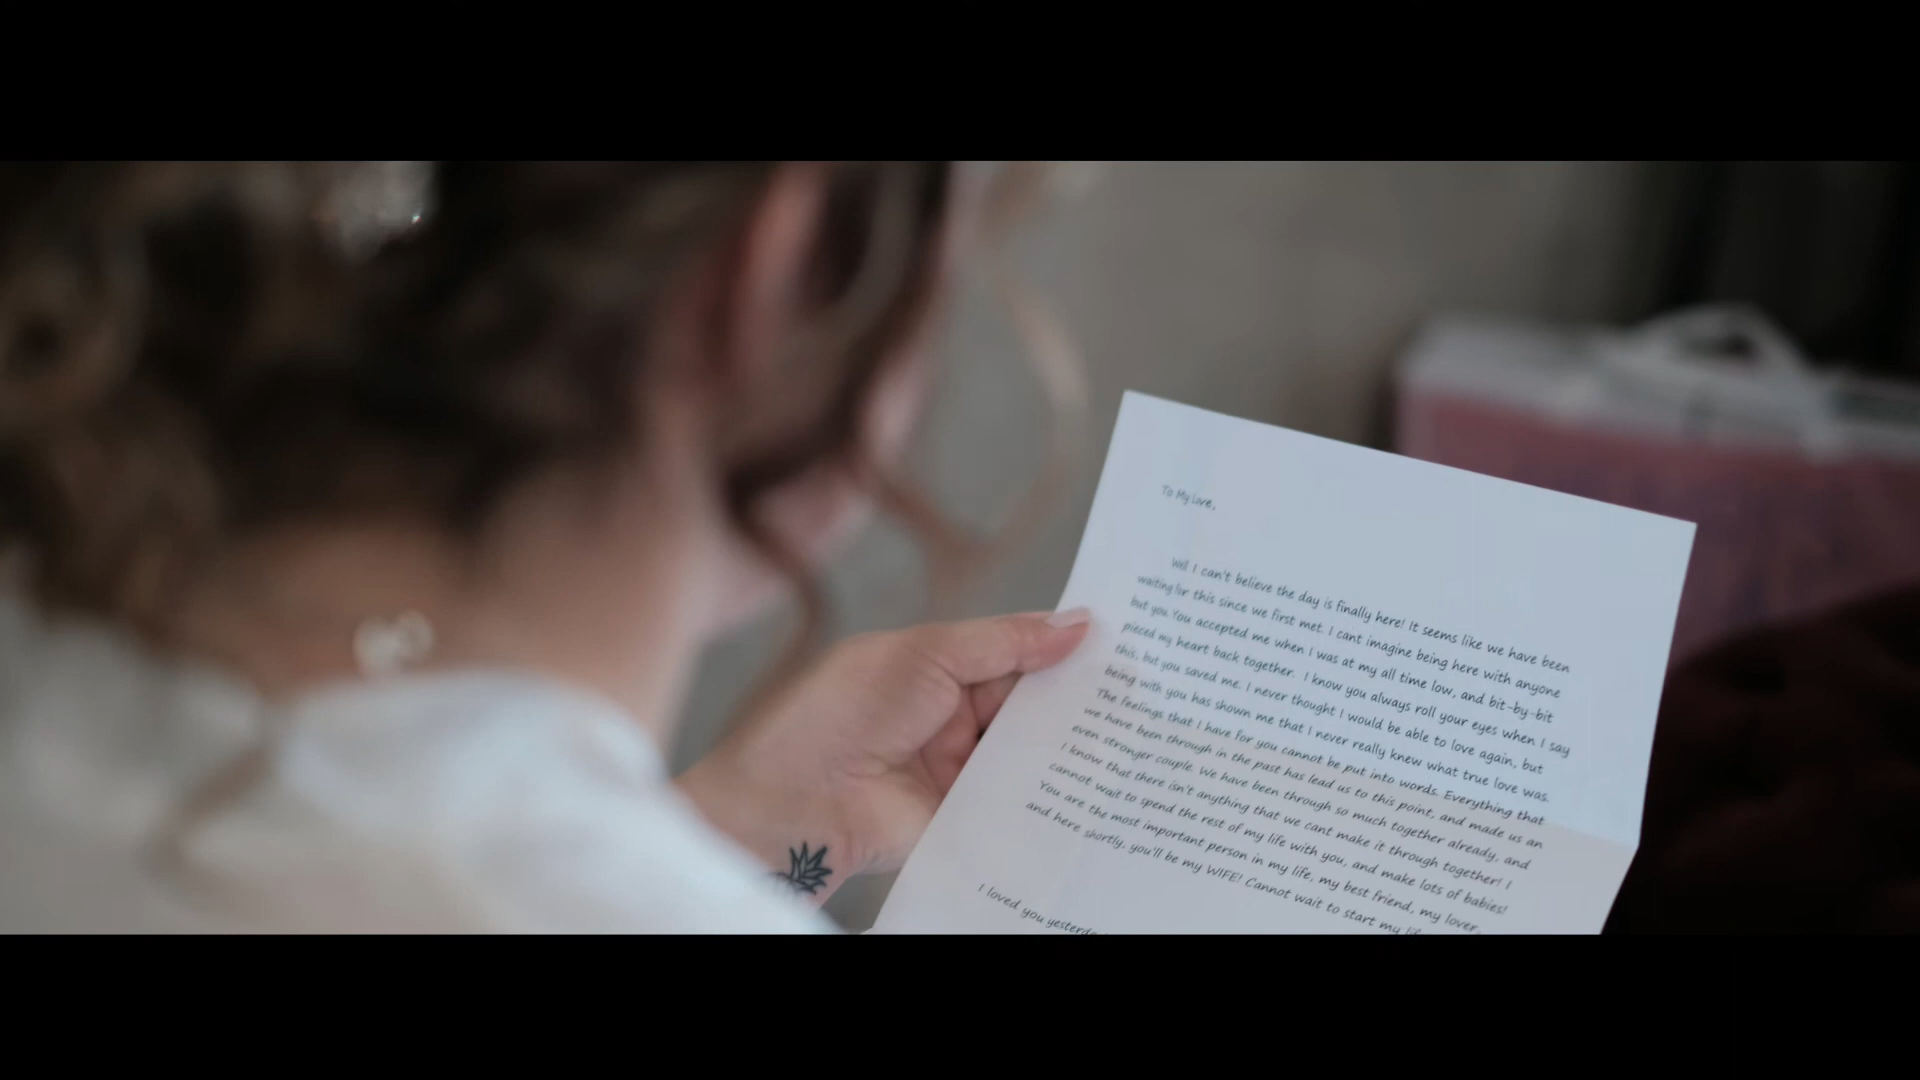 To My Love,
Well I can't believe the day is finally here! It seems like we have been
waiting for this since we first met. I cant imagine being here with anyone
but you. You accepted me when I was at my all time low, and bit-by-bit
pieced my heart back together. I know you always roll your eyes when I say
this, but you saved me. I never thought I would be able to love again, but
being with you has shown me that I never really knew what true love was.
The feelings that I have for you cannot be put into words. Everything that
we have been through in the past has lead us to this point, and made us an
even stronger couple. We have been through so much together already, and
I know that there isn't anything that we cant make it through together! I
cannot wait to spend the rest of my life with you, and make lots of babies!
You are the most important person in my life, my best friend, my lover,
and here shortly, you'll be my WIFE! Cannot wait to start my
I loved you